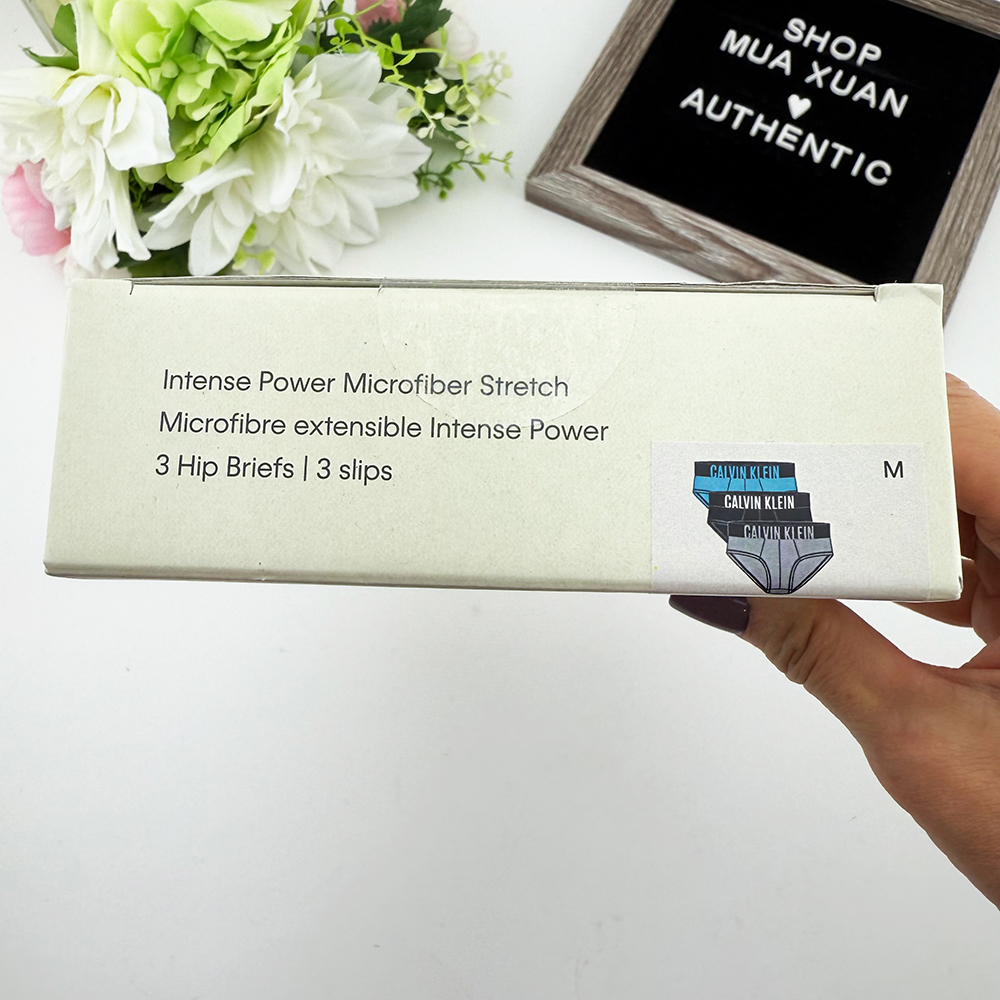 SHOP
MUA XUAN
AUTHENTIC
Intense Power Microfiber Stretch
Microfibre extensible Intense Power
3 Hip Briefs | 3 slips
M
CALVIN KLEIN
CALVIN KLEIN
CALVIN KLEIN